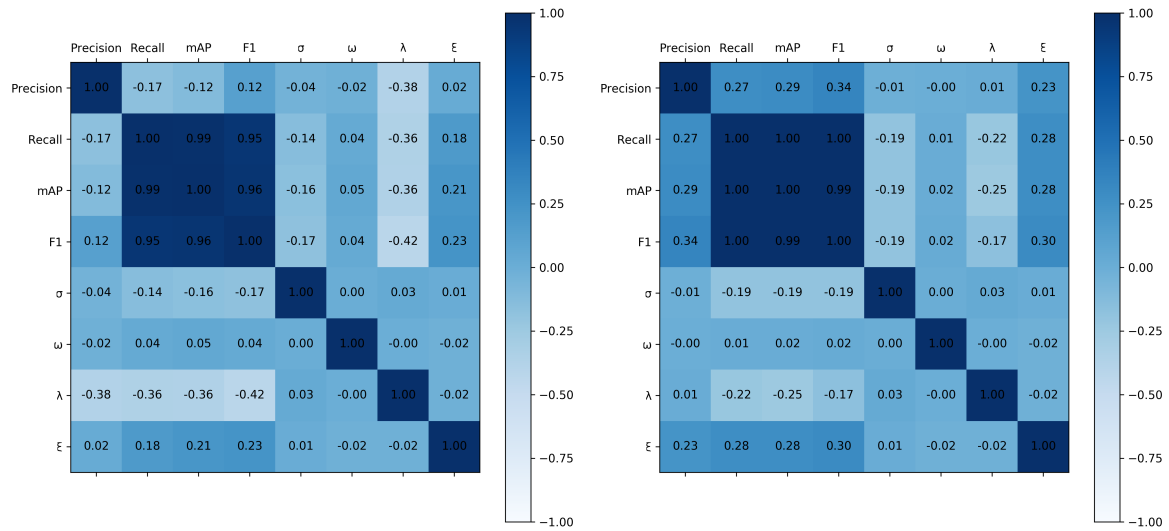 Precision Recall mAP F1 σ ω λ ξ
Precision 1.00 -0.17 -0.12 0.12 -0.04 -0.02 -0.38 0.02
Recall -0.17 1.00 0.99 0.95 -0.14 0.04 -0.36 0.18
mAP -0.12 0.99 1.00 0.96 -0.16 0.05 -0.36 0.21
F1 0.12 0.95 0.96 1.00 -0.17 0.04 -0.42 0.23
σ -0.04 -0.14 -0.16 -0.17 1.00 0.00 0.03 0.01
ω -0.02 0.04 0.05 0.04 0.00 1.00 -0.00 -0.02
λ -0.38 -0.36 -0.36 -0.42 0.03 -0.00 1.00 -0.02
ξ 0.02 0.18 0.21 0.23 0.01 -0.02 -0.02 1.00
1.00
0.75
0.50
0.25
0.00
−0.25
−0.50
−0.75
−1.00
Precision Recall mAP F1 σ ω λ ξ
Precision 1.00 0.27 0.29 0.34 -0.01 -0.00 0.01 0.23
Recall 0.27 1.00 1.00 1.00 -0.19 0.01 -0.22 0.28
mAP 0.29 1.00 1.00 0.99 -0.19 0.02 -0.25 0.28
F1 0.34 1.00 0.99 1.00 -0.19 0.02 -0.17 0.30
σ -0.01 -0.19 -0.19 -0.19 1.00 0.00 0.03 0.01
ω -0.00 0.01 0.02 0.02 0.00 1.00 -0.00 -0.02
λ 0.01 -0.22 -0.25 -0.17 0.03 -0.00 1.00 -0.02
ξ 0.23 0.28 0.28 0.30 0.01 -0.02 -0.02 1.00
1.00
0.75
0.50
0.25
0.00
−0.25
−0.50
−0.75
−1.00